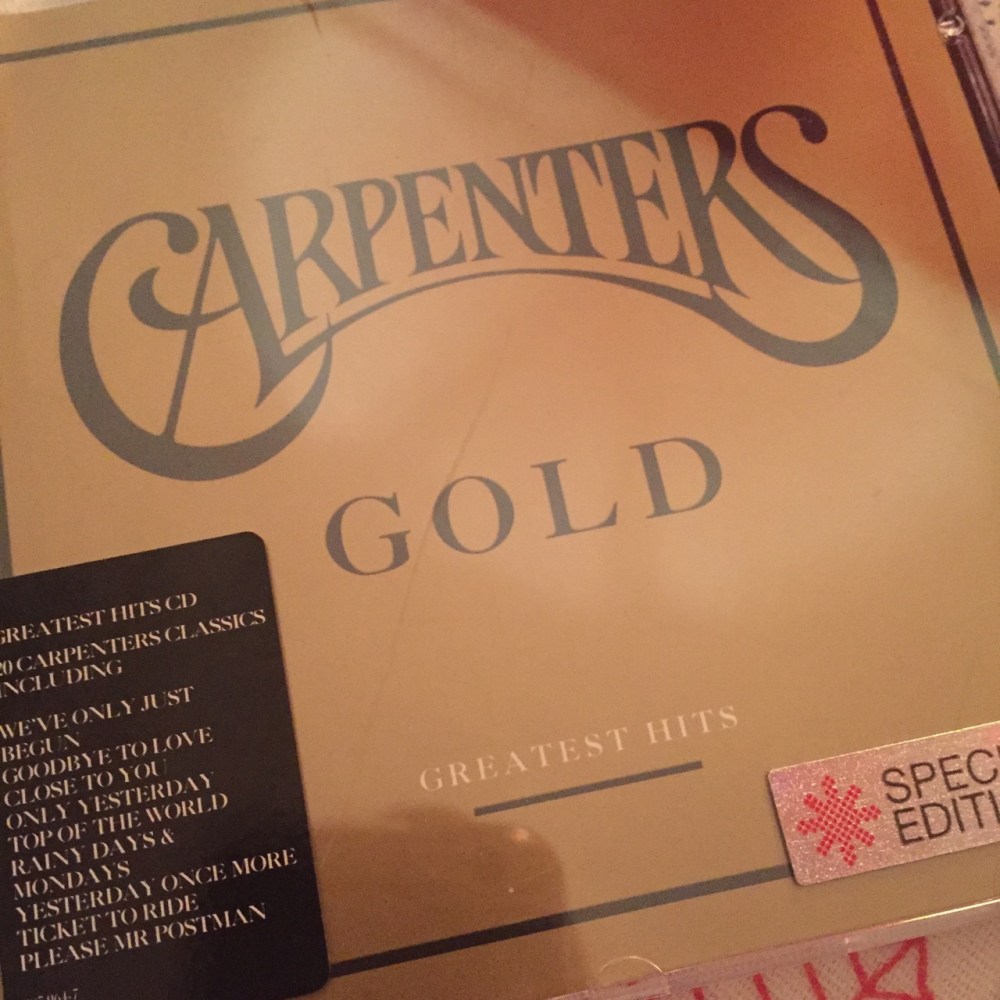 CARPENTERS
GOLD
GREATEST HITS
GREATEST HITS CD
20 CARPENTERS CLASSICS
INCLUDING
WE'VE ONLY JUST
BEGUN
GOODBYE TO LOVE
CLOSE TO YOU
ONLY YESTERDAY
TOP OF THE WORLD
RAINY DAYS &
MONDAYS
YESTERDAY ONCE MORE
TICKET TO RIDE
PLEASE MR POSTMAN
SPECI
EDITI